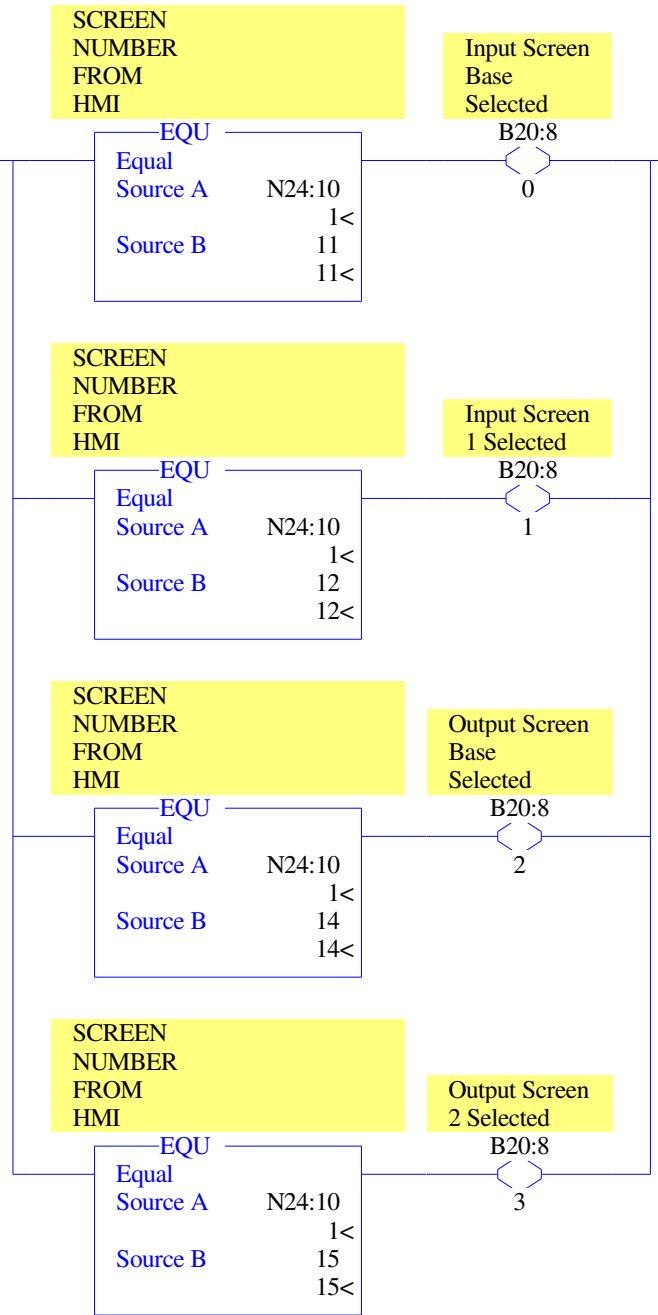 SCREEN
NUMBER
FROM
HMI
Input Screen
Base
Selected
EQU
Equal
Source A N24:10
1<
Source B 11
11<
B20:8
0
SCREEN
NUMBER
FROM
HMI
Input Screen
1 Selected
EQU
Equal
Source A N24:10
1<
Source B 12
12<
B20:8
1
SCREEN
NUMBER
FROM
HMI
Output Screen
Base
Selected
EQU
Equal
Source A N24:10
1<
Source B 14
14<
B20:8
2
SCREEN
NUMBER
FROM
HMI
Output Screen
2 Selected
EQU
Equal
Source A N24:10
1<
Source B 15
15<
B20:8
3